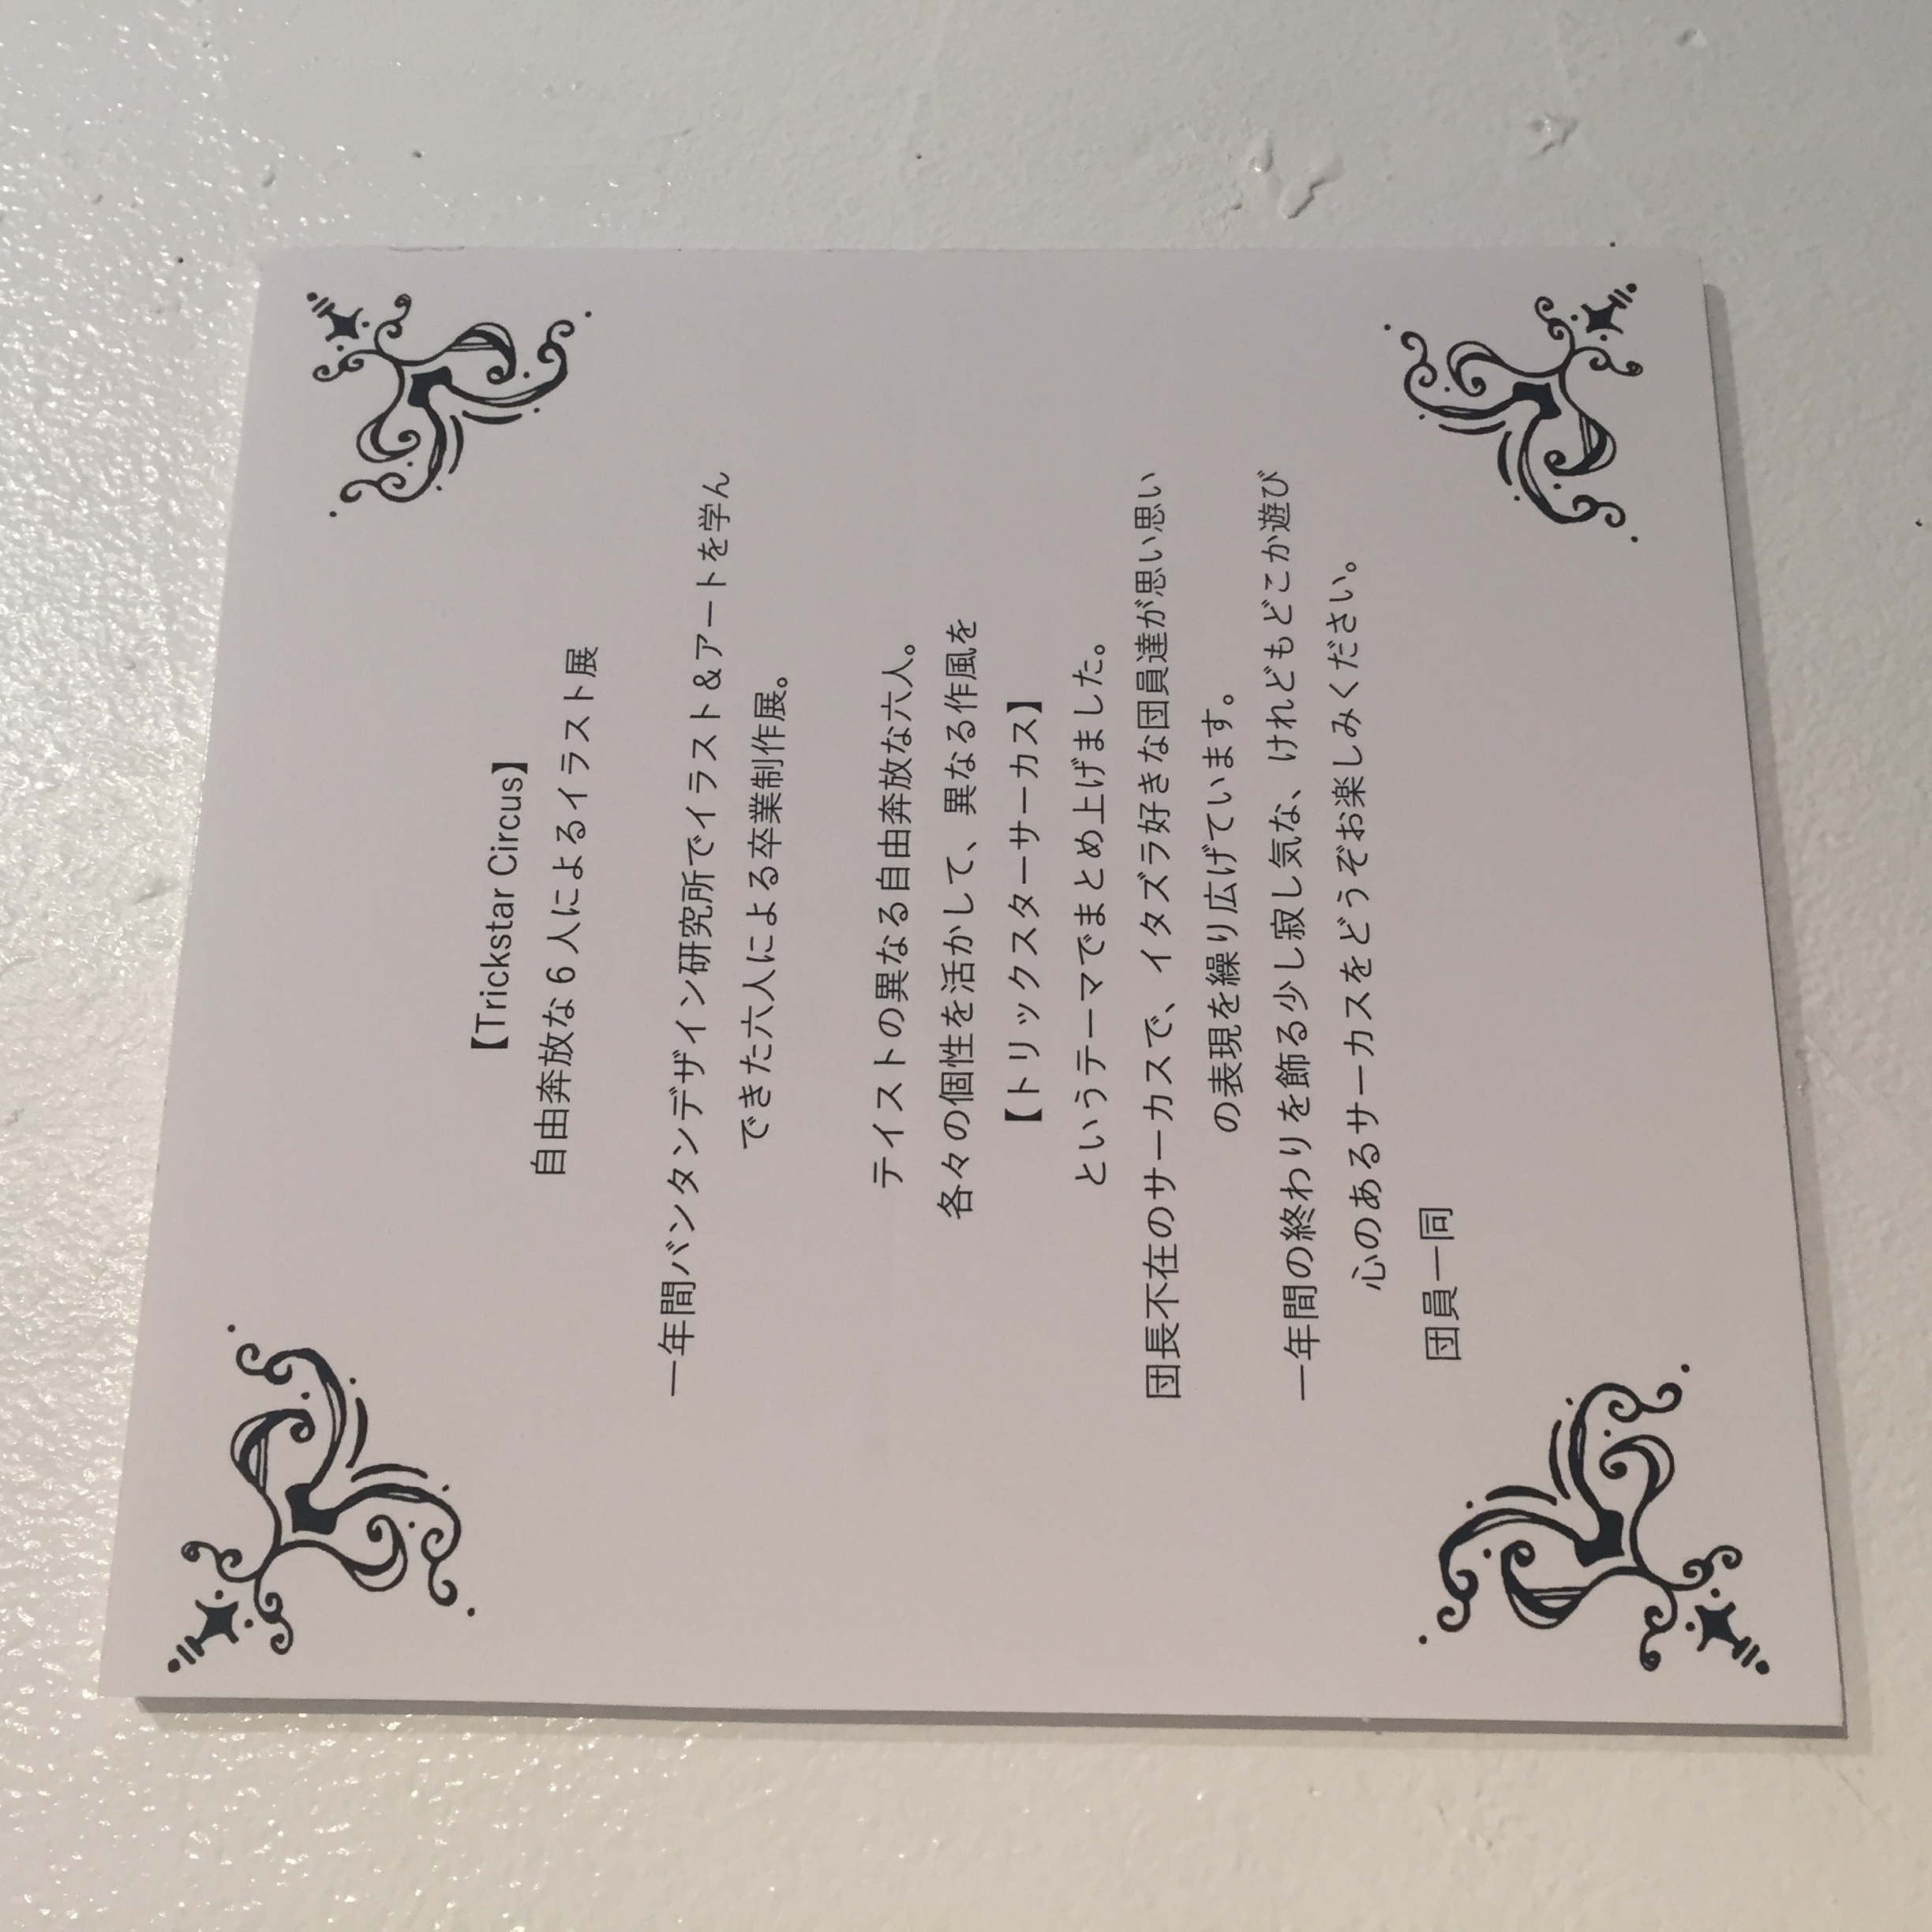 【Trickstar Circus】
自由奔放な6人によるイラスト展
一年間バンタンデザイン研究所でイラスト&アートを学ん
できた六人による卒業制作展。
テイストの異なる自由奔放な六人。
各々の個性を活かして、異なる作風を
【トリックスターサーカス】
というテーマでまとめ上げました。
団長不在のサーカスで、イタズラ好きな団員達が思い思い
の表現を繰り広げています。
一年間の終わりを飾る少し寂し気な、けれどもどこか遊び
心のあるサーカスをどうぞお楽しみください。
団員一同